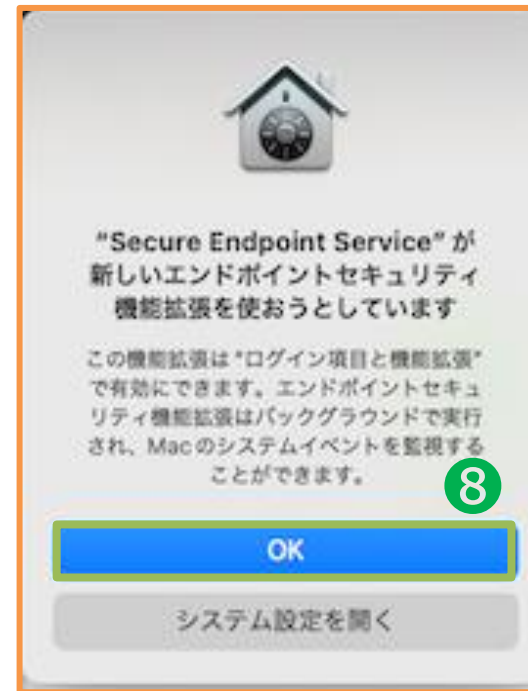 "Secure Endpoint Service" が
新しいエンドポイントセキュリティ
機能拡張を使おうとしています
この機能拡張は "ログイン項目と機能拡張"
で有効にできます。エンドポイントセキュ
リティ機能拡張はバックグラウンドで実行
され、Macのシステムイベントを監視する
ことができます。
8
OK
システム設定を開く